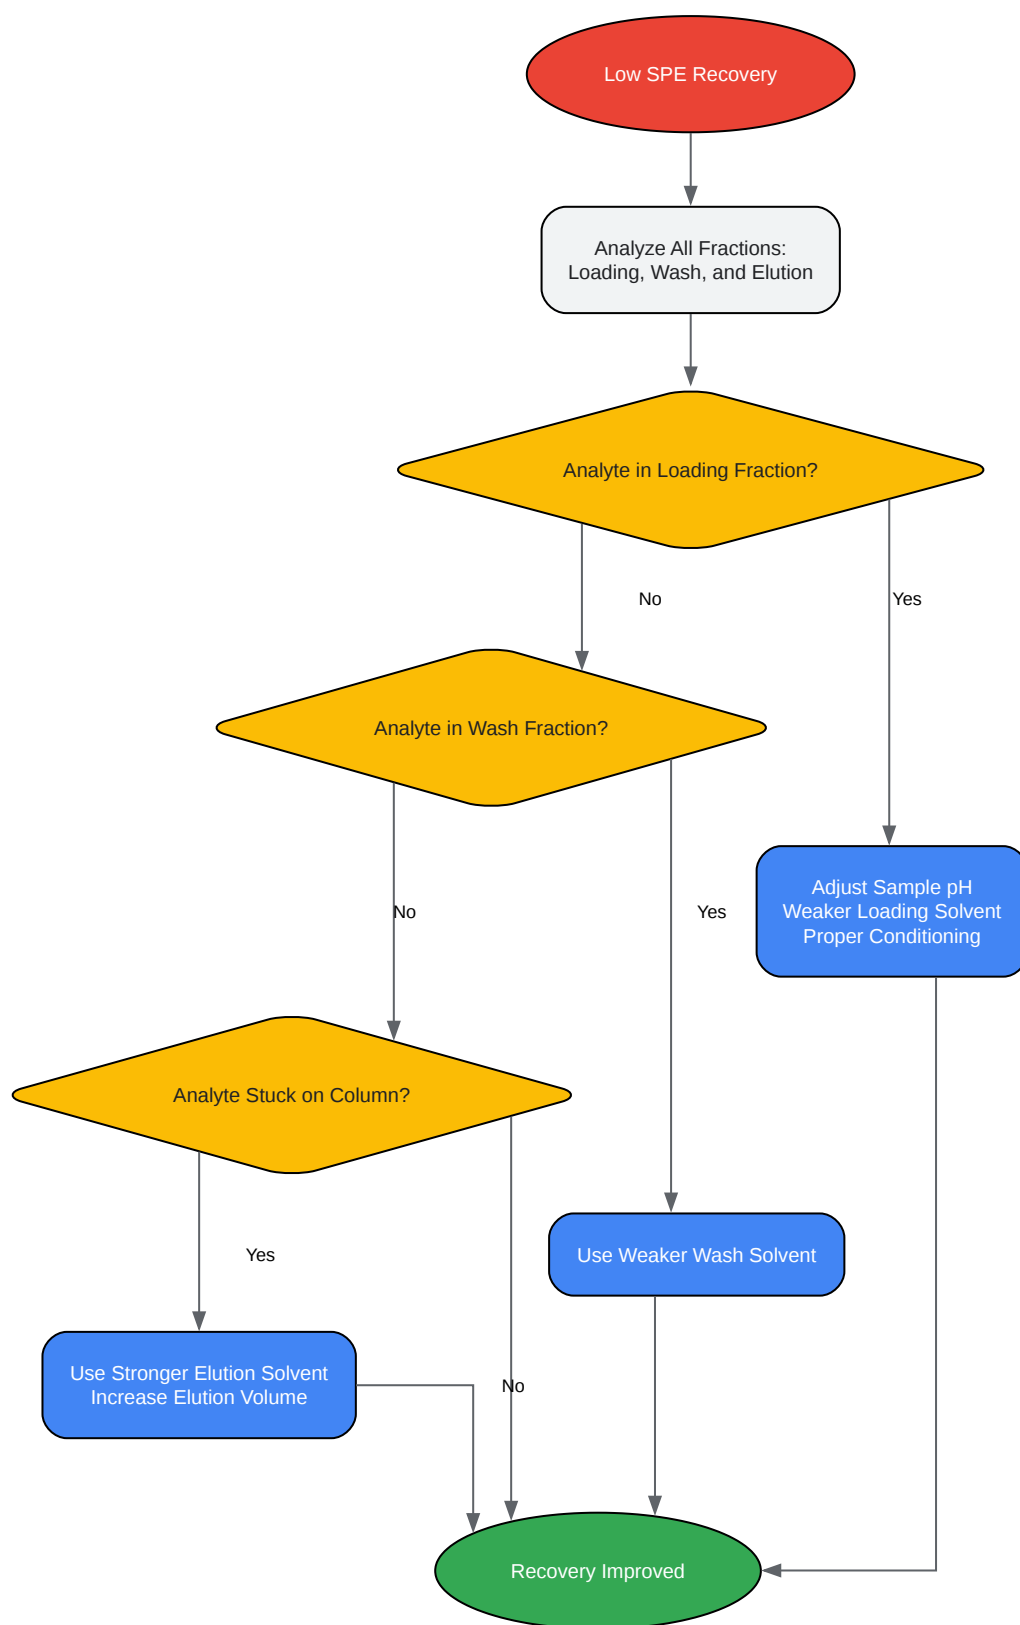 Low SPE Recovery
Analyze All Fractions:
Loading, Wash, and Elution
Analyte in Loading Fraction?
No
Yes
Analyte in Wash Fraction?
Adjust Sample pH
Weaker Loading Solvent
Proper Conditioning
No
Yes
Analyte Stuck on Column?
Yes
Use Weaker Wash Solvent
Use Stronger Elution Solvent
Increase Elution Volume
No
Recovery Improved